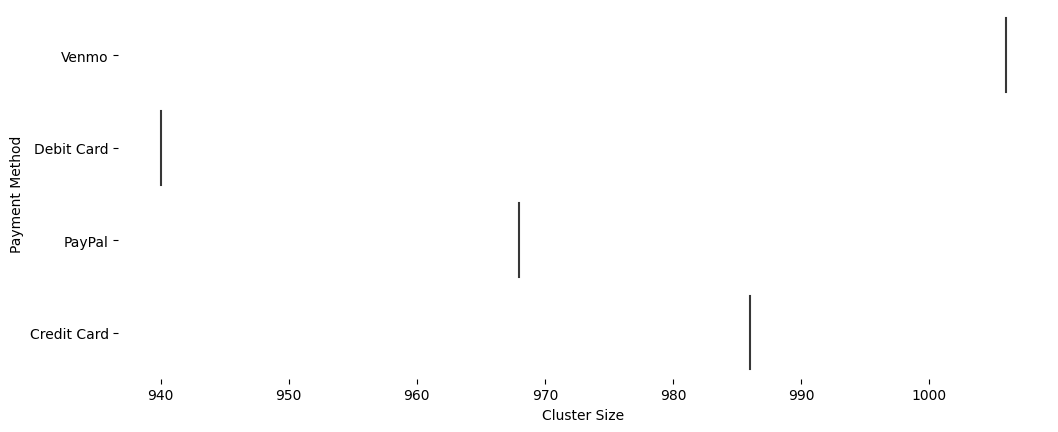 Payment Method
Venmo
Debit Card
PayPal
Credit Card
940 950 960 970 980 990 1000
Cluster Size